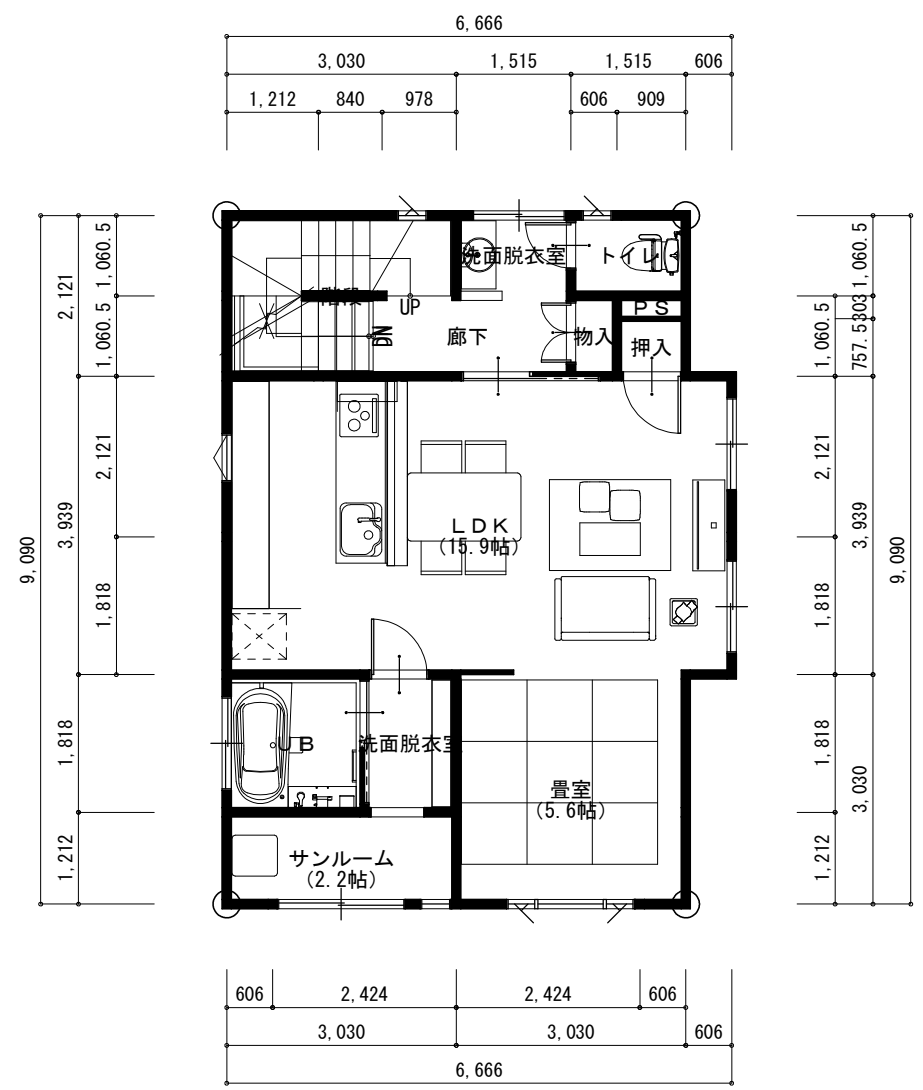 6,666
3,030
1,515
1,515
606
1,212
840
978
606
909
2,121
1,060.5
1,060.5
303
1,060.5
1,060.5
757.5
洗面脱衣室
トイレ
階段
UP
DN
廊下
物入
PS
押入
9,090
3,939
2,121
1,818
LDK
(15.9帖)
2,121
1,818
3,939
9,090
1,818
1,212
UB
洗面脱衣室
畳室
(5.6帖)
サンルーム
(2.2帖)
1,818
1,212
3,030
606
2,424
2,424
606
3,030
3,030
606
6,666